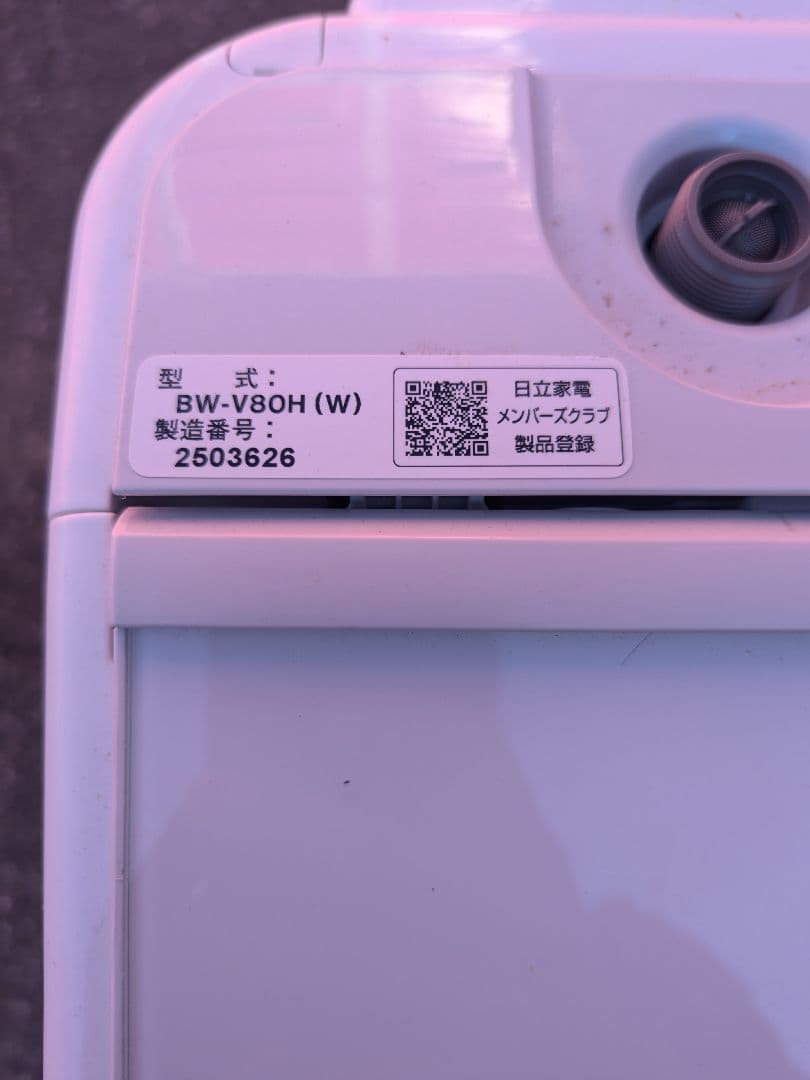 型　　式：
BW-V80H (W)
製造番号：
2503626
日立家電
メンバーズクラブ
製品登録